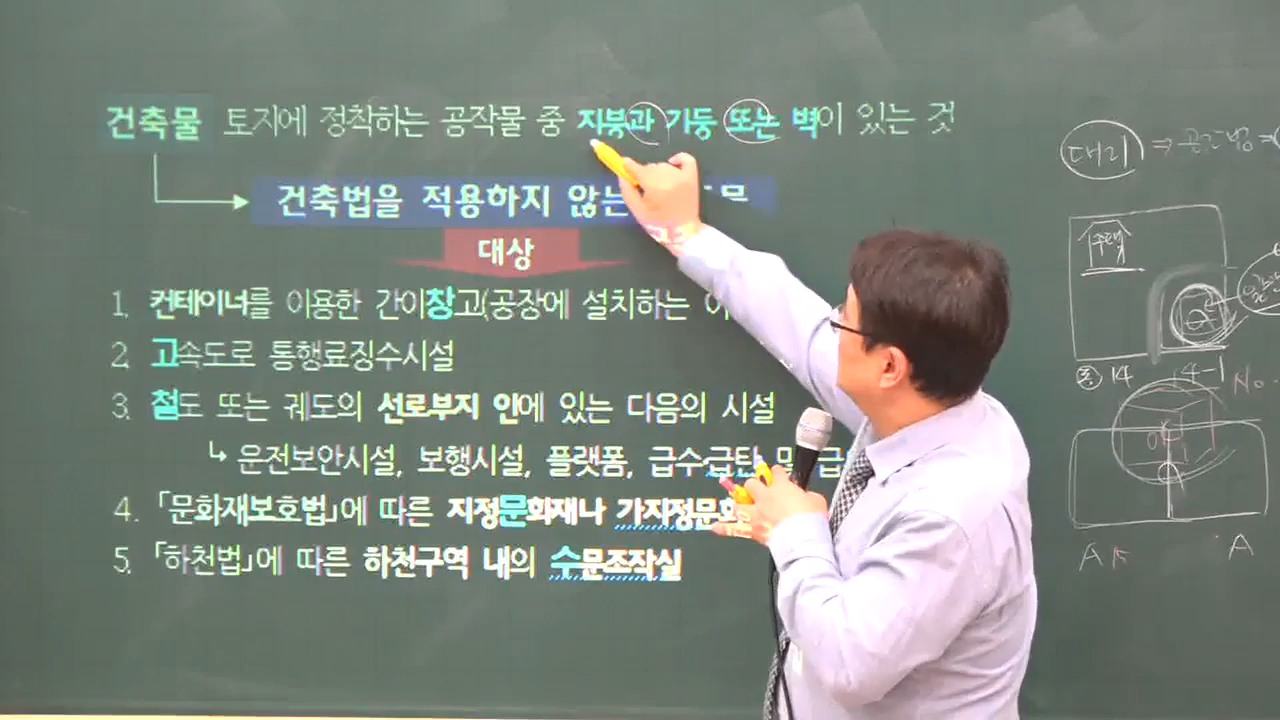 건축물 토지에 정착하는 공작물 중 지붕과 기둥 또는 벽이 있는 것
건축법을 적용하지 않는
대상
1. 컨테이너를 이용한 간이창고(공장에 설치하는 이
2. 고속도로 통행료징수시설
3. 철도 또는 궤도의 선로부지 안에 있는 다음의 시설
↳ 운전보안시설, 보행시설, 플랫폼, 급수·급탄 및 급
4. 「문화재보호법」에 따른 지정문화재나 가지정문화
5. 「하천법」에 따른 하천구역 내의 수문조작실
대리 ⇒
주택
14 4-1 No
A A